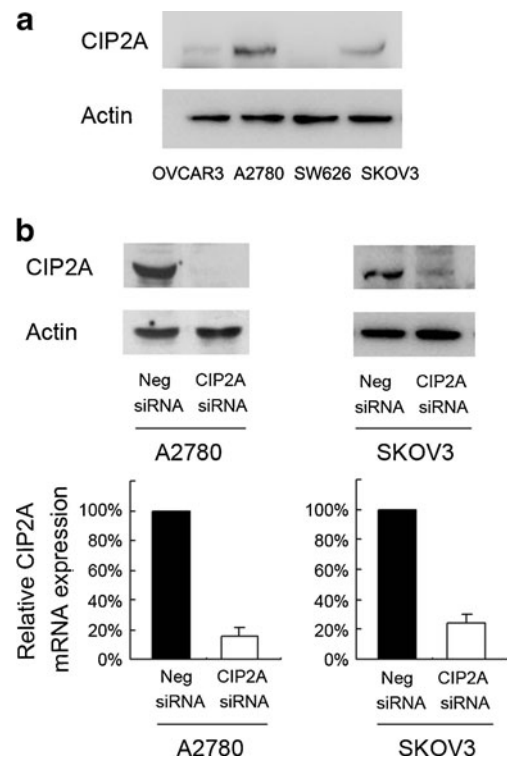 a
CIP2A
Actin
OVCAR3 A2780 SW626 SKOV3
b
CIP2A
Actin
Neg siRNA CIP2A siRNA Neg siRNA CIP2A siRNA
A2780 SKOV3
Relative CIP2A
mRNA expression
100% 100%
80% 80%
60% 60%
40% 40%
20% 20%
0% 0%
Neg siRNA CIP2A siRNA Neg siRNA CIP2A siRNA
A2780 SKOV3